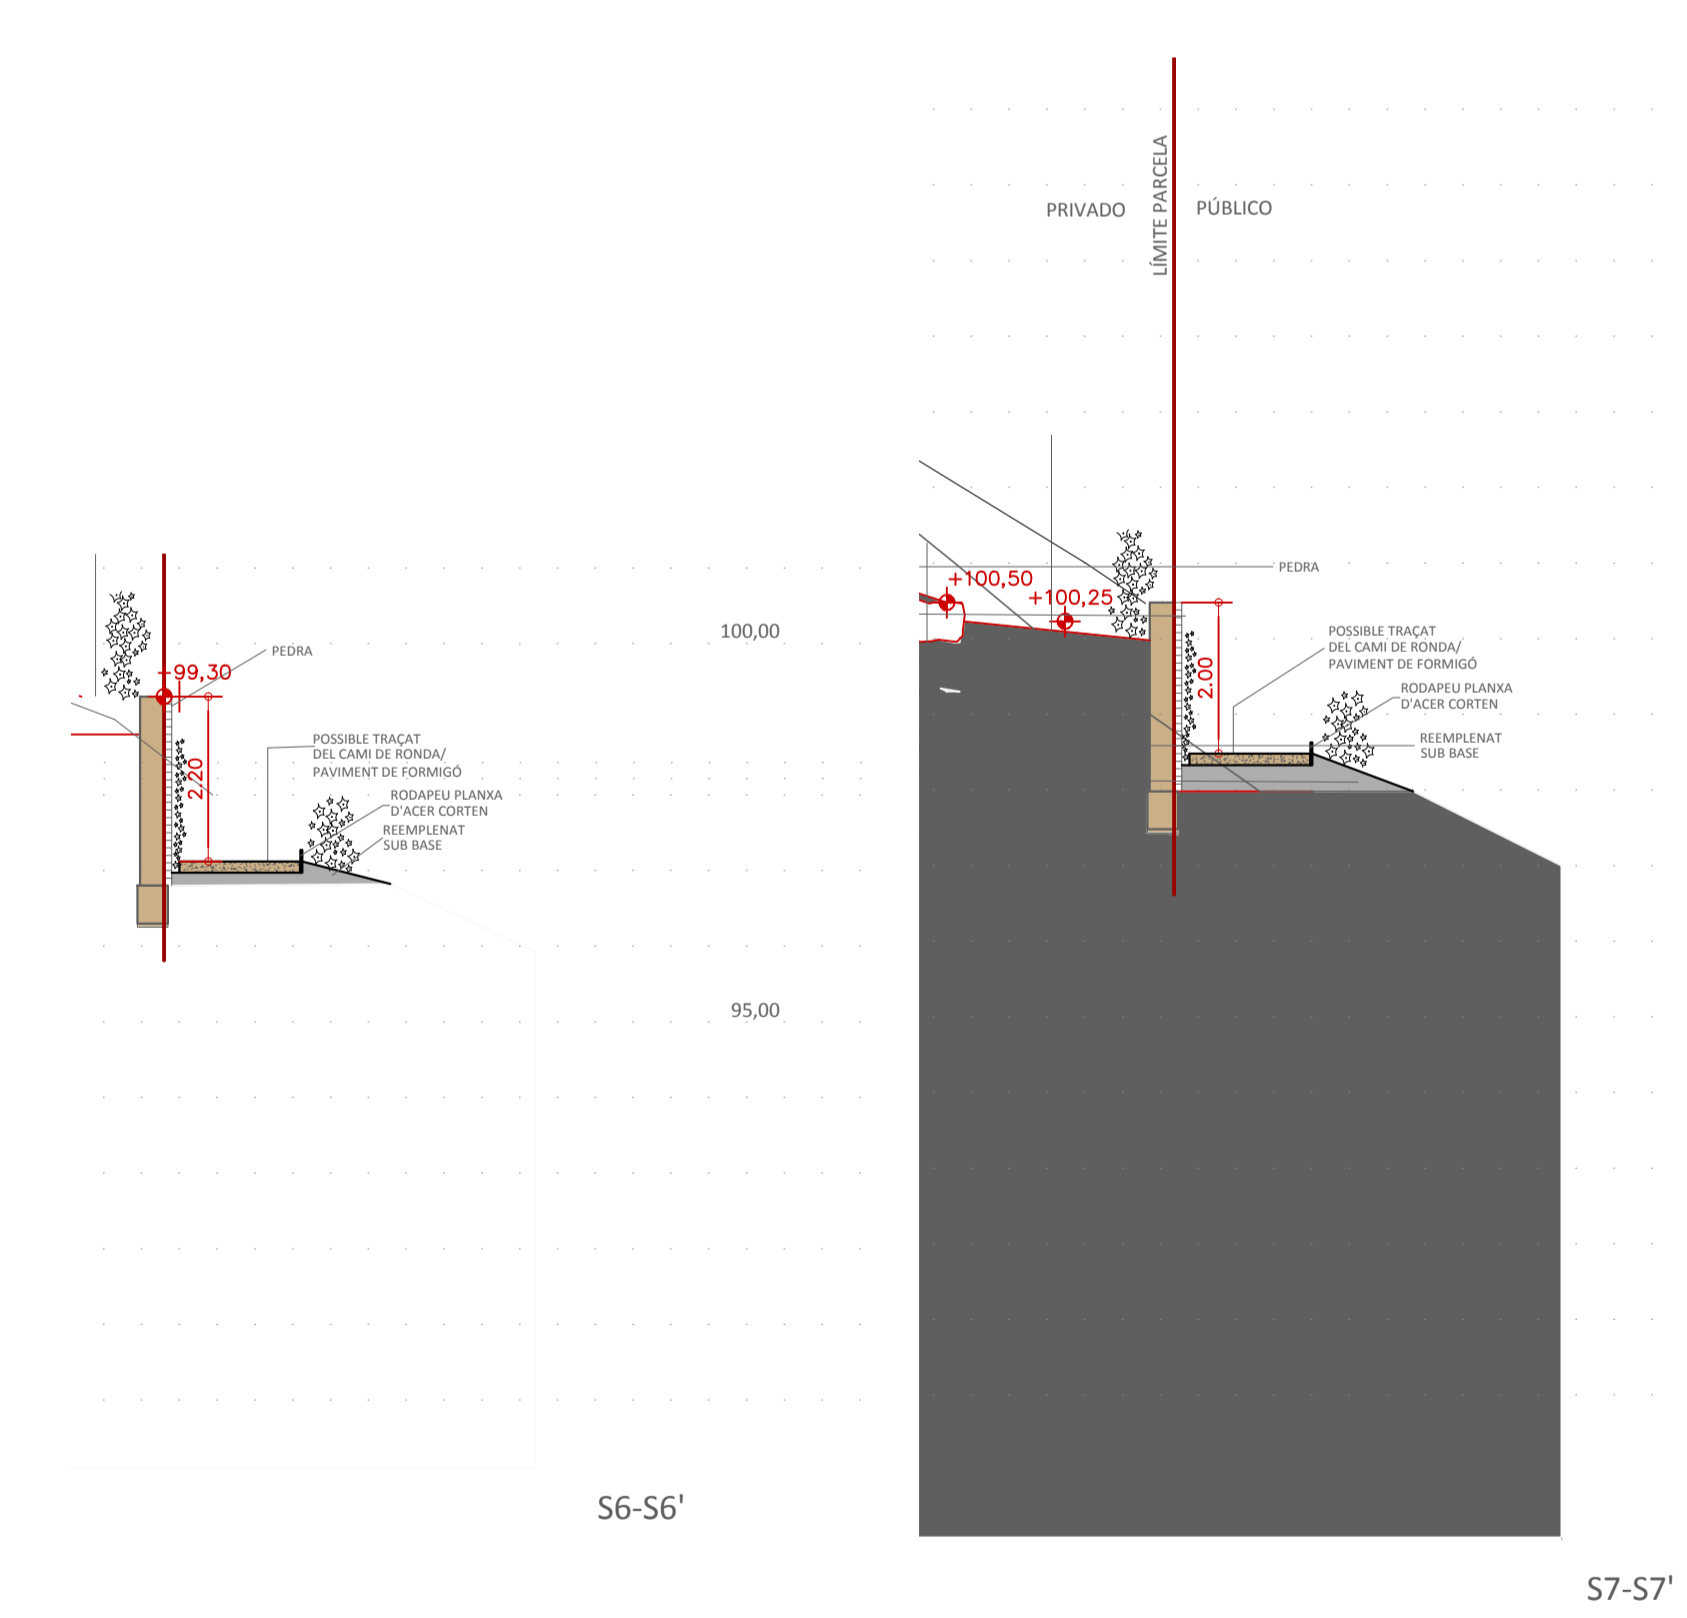 PRIVADO
LÍMITE PARCELA
PÚBLICO
PEDRA
+100,50
+100,25
POSSIBLE TRAÇAT
DEL CAMI DE RONDA/
PAVIMENT DE FORMIGÓ
2.00
RODAPEU PLANXA
D'ACER CORTEN
REEMPLENAT
SUB BASE
100,00
PEDRA
+99,30
POSSIBLE TRAÇAT
DEL CAMI DE RONDA/
PAVIMENT DE FORMIGÓ
2.20
RODAPEU PLANXA
D'ACER CORTEN
REEMPLENAT
SUB BASE
95,00
S6-S6'
S7-S7'